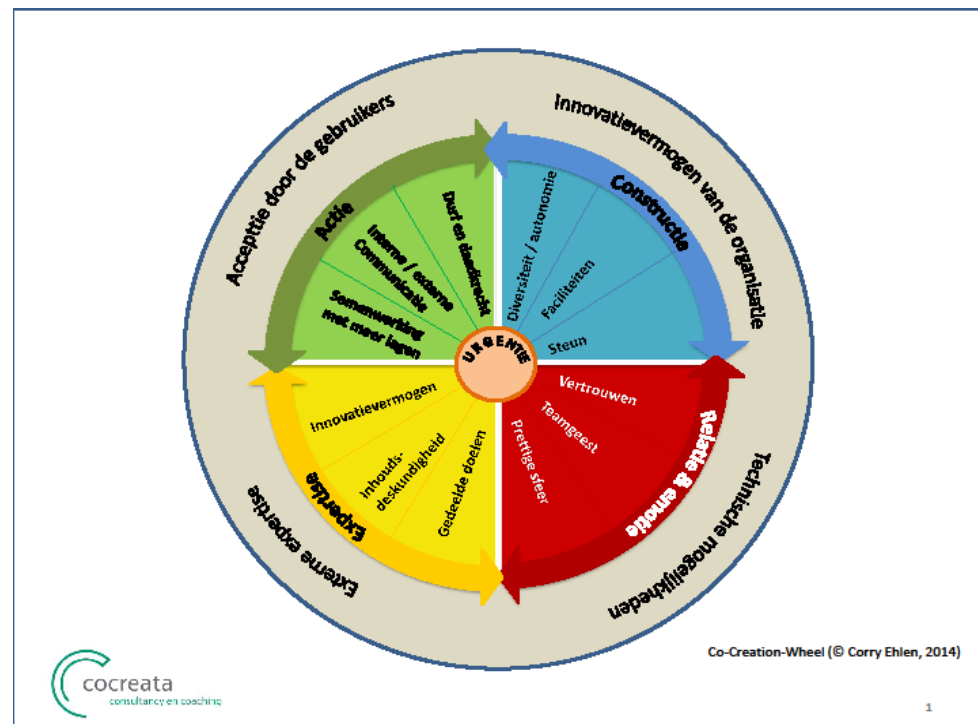 Acceptatie door de gebruikers
Innovatievermogen van de organisatie
Actie
Constructie
Durf en daadkracht
Interne / externe
Communicatie
Samenwerking
met meer lagen
Diversiteit / autonomie
Faciliteiten
Steun
URGENTIE
Innovatievermogen
Inhouds-
deskundigheid
Gedeelde doelen
Vertrouwen
Teamgeest
Prettige sfeer
Expertise
Relatie & emotie
Externe expertise
Technische mogelijkheden
Co-Creation-Wheel (© Corry Ehlen, 2014)
cocreata
consultancy en coaching
1